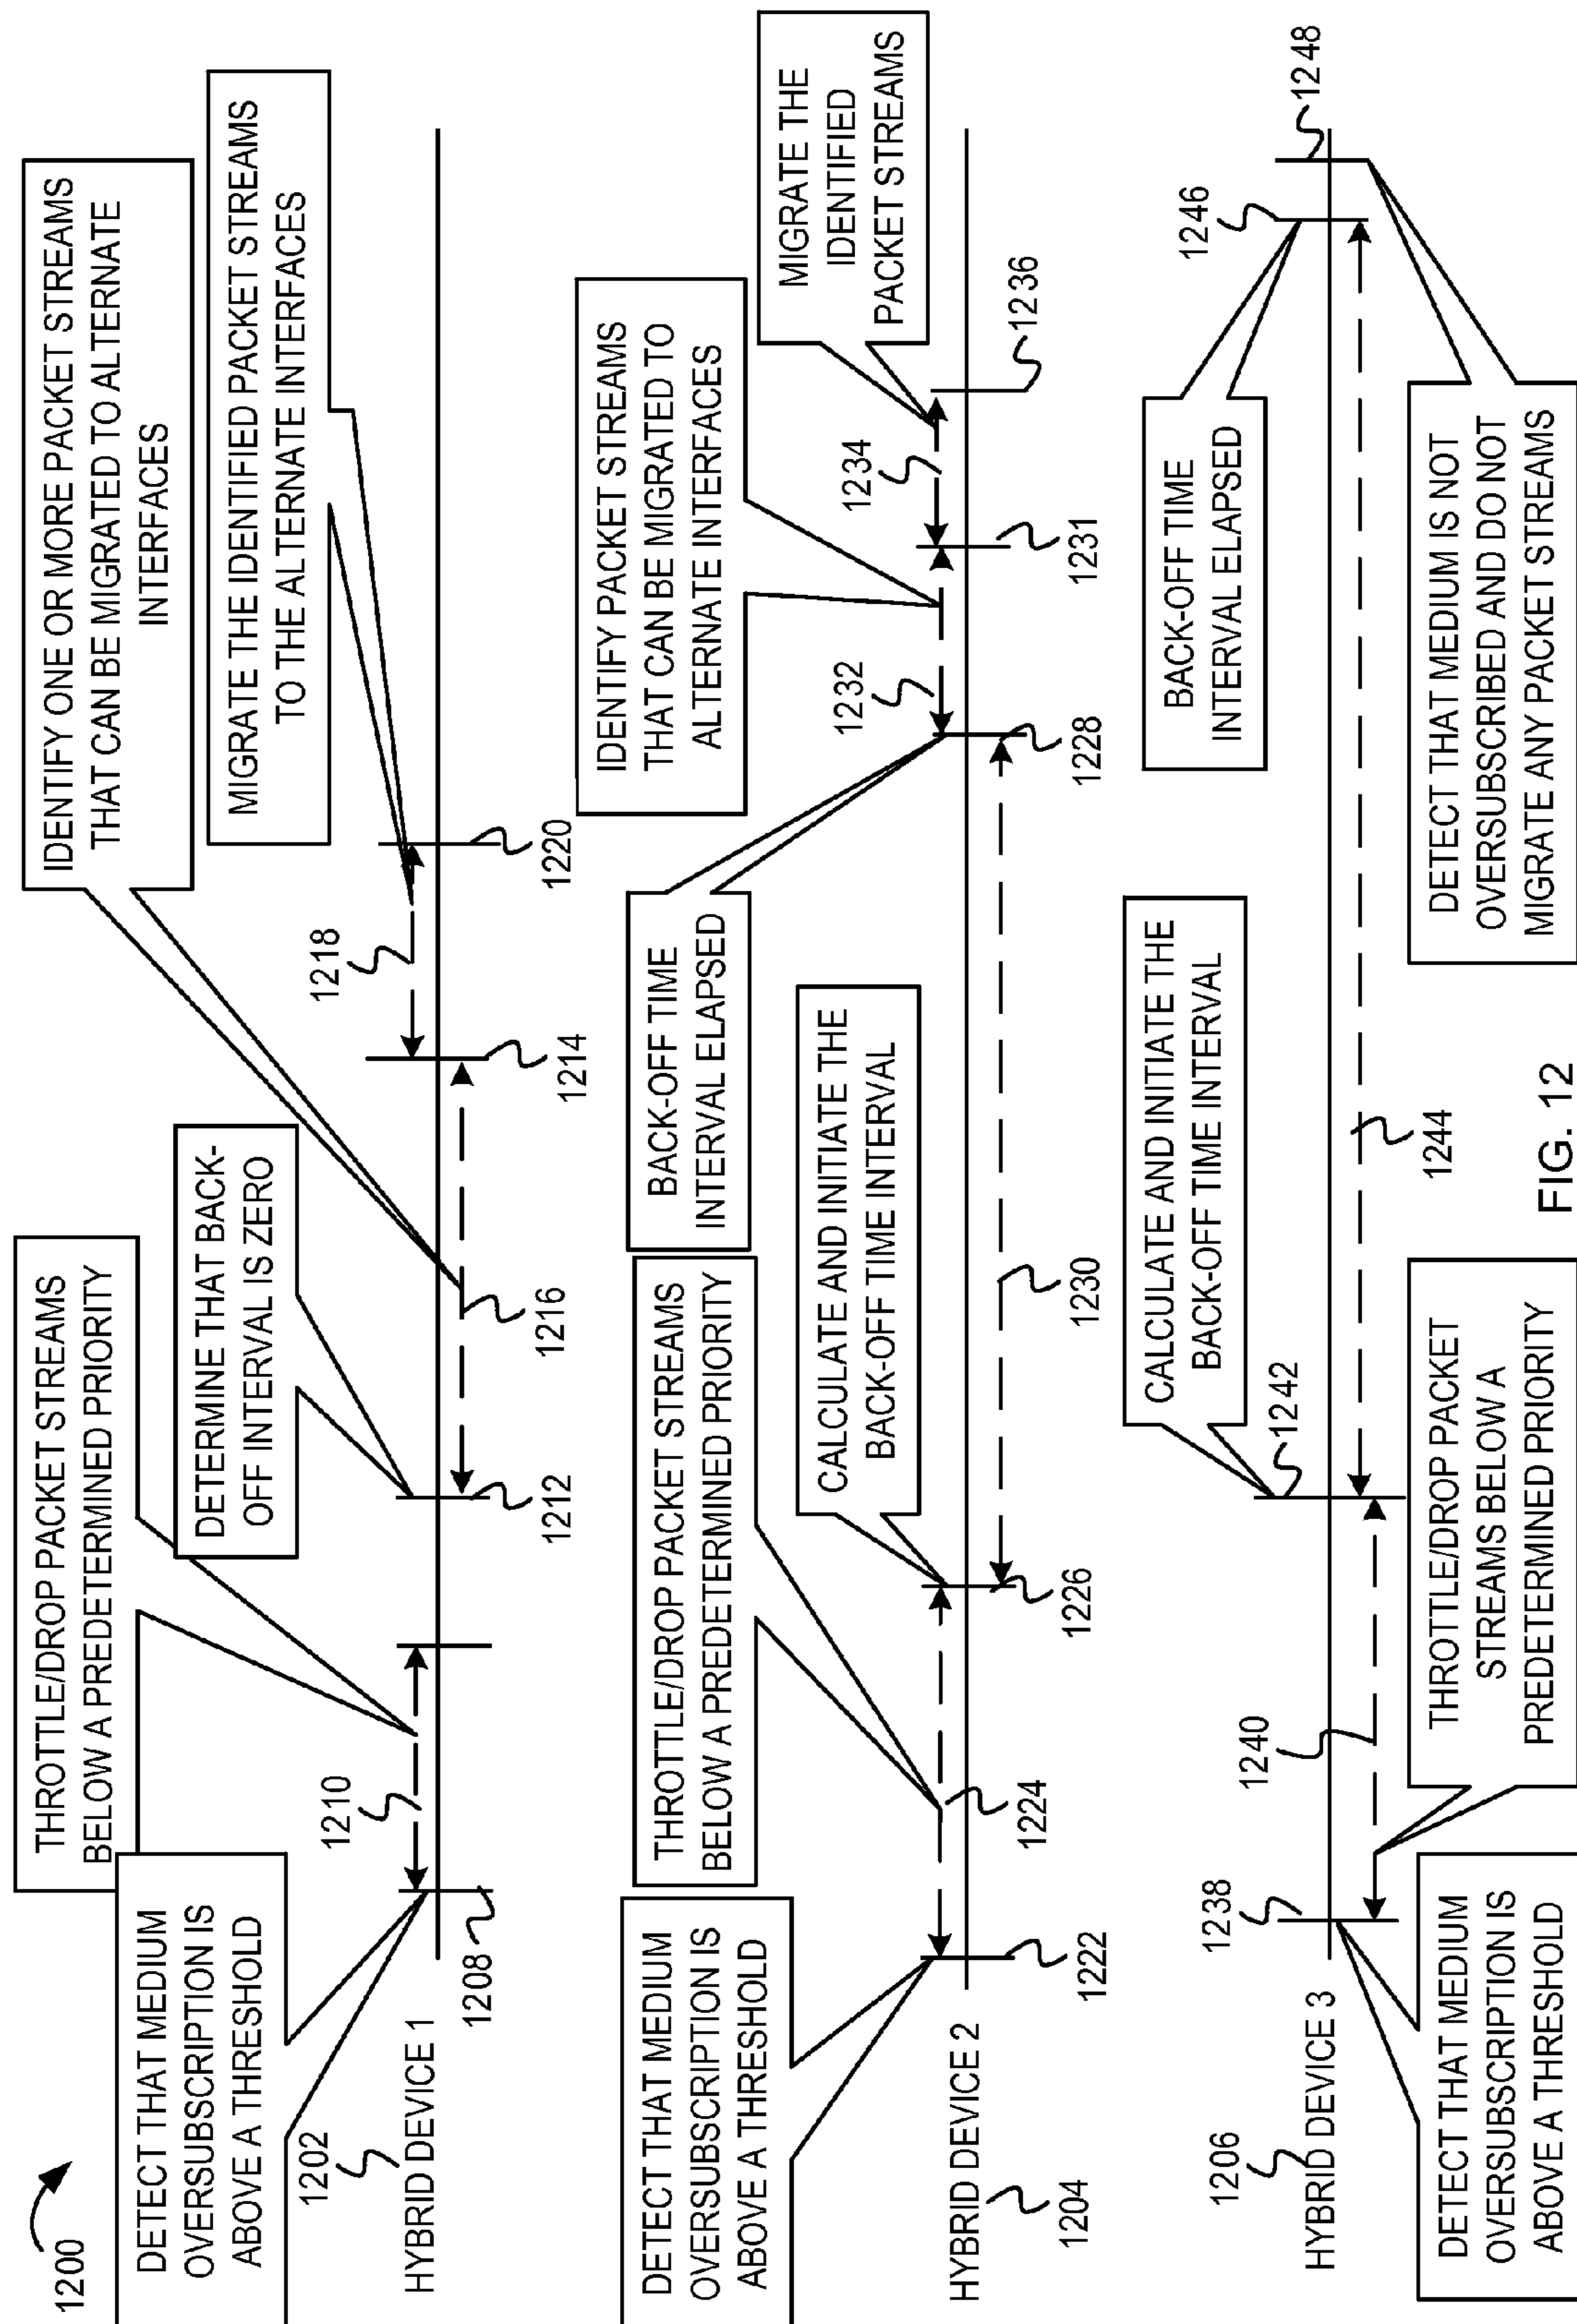 1200
THROTTLE/DROP PACKET STREAMS
BELOW A PREDETERMINED PRIORITY
IDENTIFY ONE OR MORE PACKET STREAMS
THAT CAN BE MIGRATED TO ALTERNATE
INTERFACES
DETECT THAT MEDIUM
OVERSUBSCRIPTION IS
ABOVE A THRESHOLD
DETERMINE THAT BACK-
OFF INTERVAL IS ZERO
MIGRATE THE IDENTIFIED PACKET STREAMS
TO THE ALTERNATE INTERFACES
1202
1210
1218
HYBRID DEVICE 1
1208
1212
1216
1214
1220
DETECT THAT MEDIUM
OVERSUBSCRIPTION IS
ABOVE A THRESHOLD
THROTTLE/DROP PACKET STREAMS
BELOW A PREDETERMINED PRIORITY
BACK-OFF TIME
INTERVAL ELAPSED
IDENTIFY PACKET STREAMS
THAT CAN BE MIGRATED TO
ALTERNATE INTERFACES
MIGRATE THE
IDENTIFIED
PACKET STREAMS
CALCULATE AND INITIATE THE
BACK-OFF TIME INTERVAL
1232
1234
HYBRID DEVICE 2
1204
1222
1224
1226
1230
1228
1231
1236
CALCULATE AND INITIATE THE
BACK-OFF TIME INTERVAL
BACK-OFF TIME
INTERVAL ELAPSED
1206
1238
1240
1242
1246
1248
HYBRID DEVICE 3
1244
DETECT THAT MEDIUM
OVERSUBSCRIPTION IS
ABOVE A THRESHOLD
THROTTLE/DROP PACKET
STREAMS BELOW A
PREDETERMINED PRIORITY
DETECT THAT MEDIUM IS NOT
OVERSUBSCRIBED AND DO NOT
MIGRATE ANY PACKET STREAMS
FIG. 12